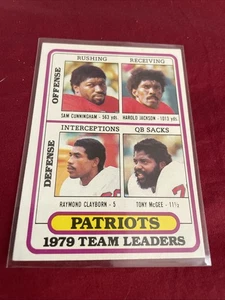 OFFENSE
RUSHING
RECEIVING
SAM CUNNINGHAM - 563 yds.
HAROLD JACKSON - 1013 yds.
DEFENSE
INTERCEPTIONS
QB SACKS
RAYMOND CLAYBORN - 5
TONY McGEE - 11½
PATRIOTS
1979 TEAM LEADERS